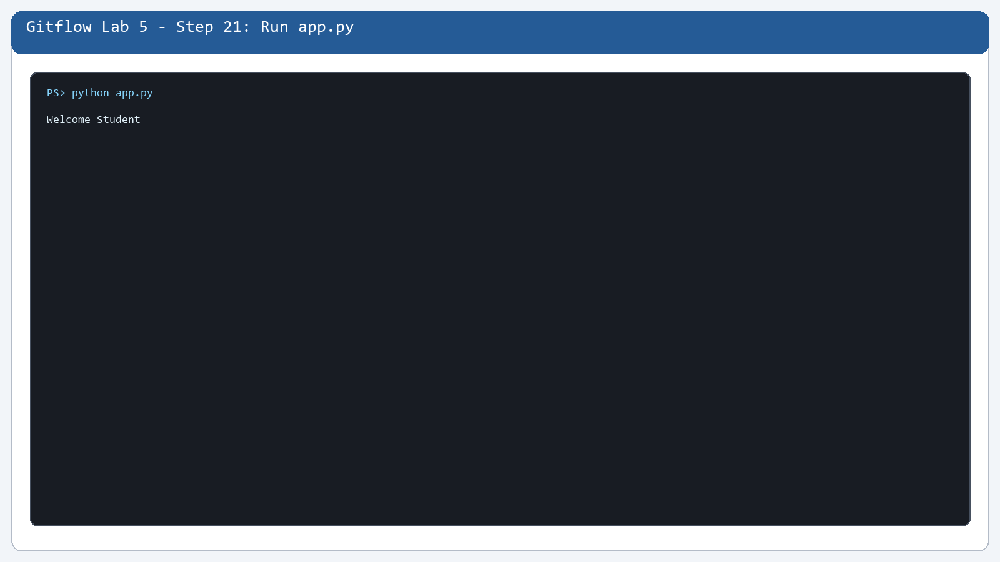 Gitflow Lab 5 - Step 21: Run app.py
PS> python app.py
Welcome Student